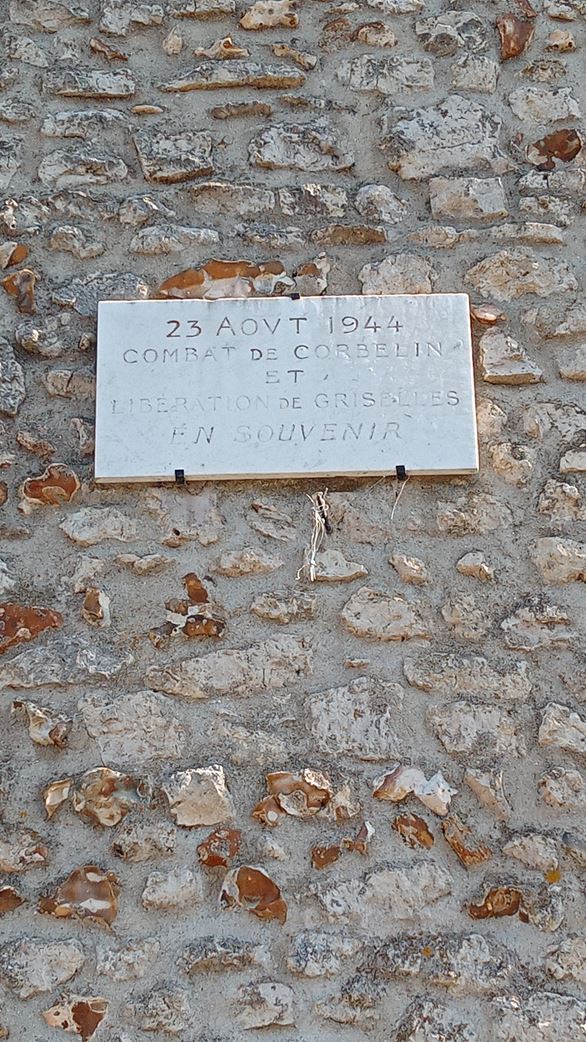 23 AOVT 1944
COMBAT DE CORBELIN
ET
LIBÉRATION DE GRISELLES
EN SOUVENIR